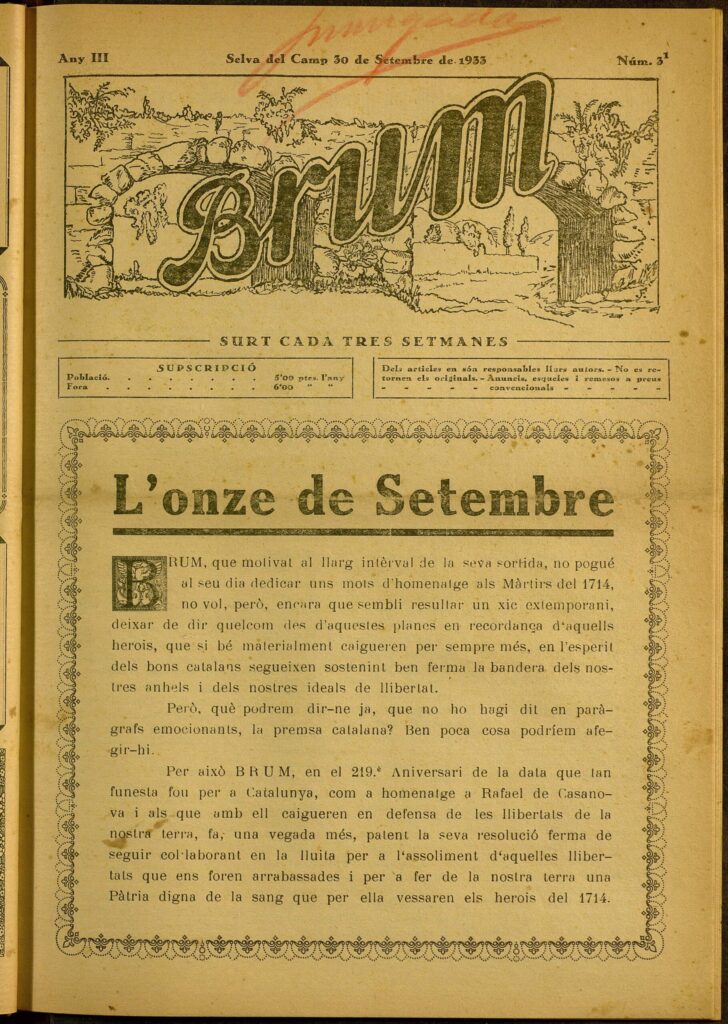 Any III Selva del Camp 30 de Setembre de 1933 Núm. 31
Brum
SURT CADA TRES SETMANES
SUPSCRIPCIÓ
Població. . . . . . . . 5'00 ptes. l'any
Fora . . . . . . . . 6'00 " "
Dels articles en són responsables llurs autors. - No es re-
tornen els originals. - Anuncis, esqueles i remesos a preus
- - - - - convencionals - - - - -
L'onze de Setembre
BRUM, que motivat al llarg intèrval de la seva sortida, no pogué
al seu dia dedicar uns mots d'homenatge als Màrtirs del 1714,
no vol, però, encara que sembli resultar un xic extemporani,
deixar de dir quelcom des d'aquestes planes en recordança d'aquells
herois, que si bé materialment caigueren per sempre més, en l'esperit
dels bons catalans segueixen sostenint ben ferma la bandera dels nos-
tres anhels i dels nostres ideals de llibertat.
Però, què podrem dir-ne ja, que no ho hagi dit en parà-
grafs emocionants, la premsa catalana? Ben poca cosa podríem afe-
gir-hi.
Per això BRUM, en el 219.è Aniversari de la data que tan
funesta fou per a Catalunya, com a homenatge a Rafael de Casano-
va i als que amb ell caigueren en defensa de les llibertats de la
nostra terra, fa, una vegada més, patent la seva resolució ferma de
seguir col·laborant en la lluita per a l'assoliment d'aquelles lliber-
tats que ens foren arrabassades i per a fer de la nostra terra una
Pàtria digna de la sang que per ella vessaren els herois del 1714.